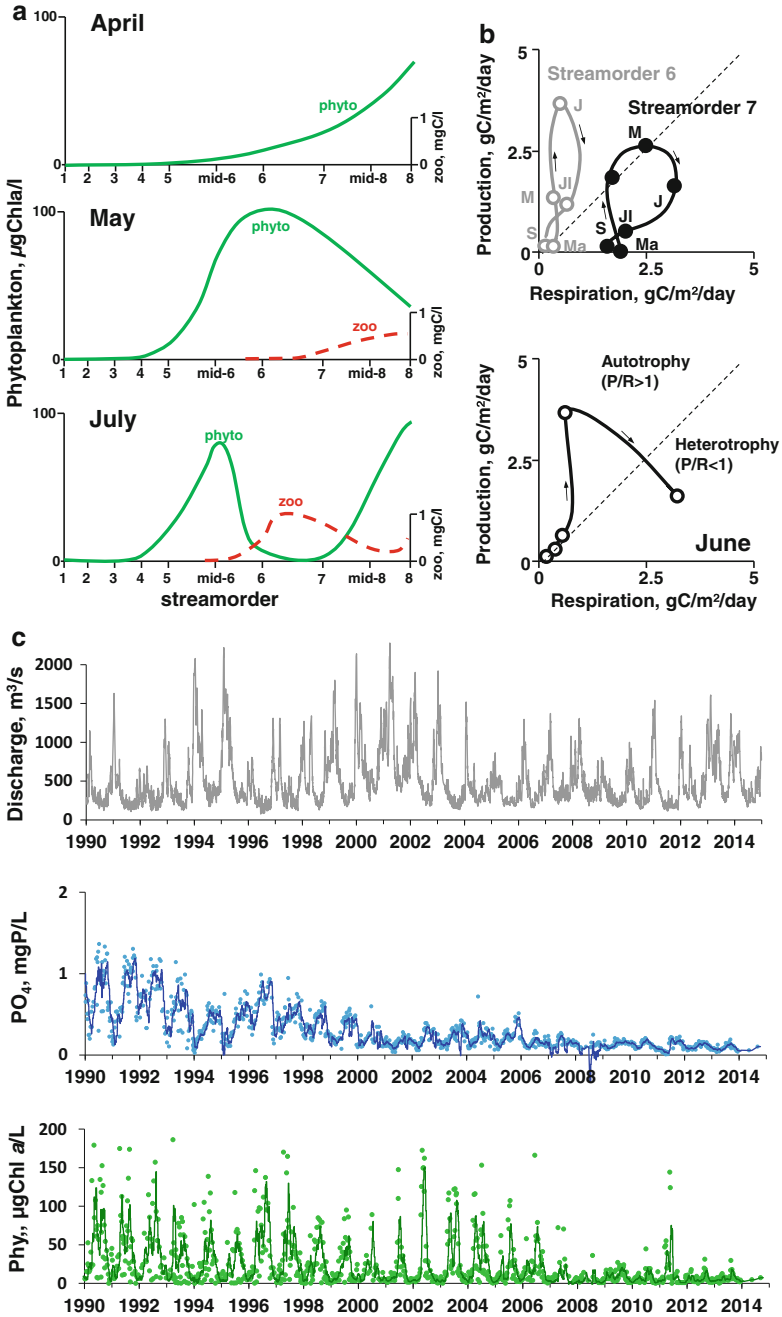 a
April
100
phyto
1
0
zoo, mgC/l
0
1 2 3 4 5 mid-6 6 7 mid-8 8
May
100
phyto
zoo
1
0
zoo, mgC/l
0
1 2 3 4 5 mid-6 6 7 mid-8 8
Phytoplankton, µgChla/l
July
100
phyto
zoo
1
0
zoo, mgC/l
0
1 2 3 4 5 mid-6 6 7 mid-8 8
streamorder
b
5
Streamorder 6
Streamorder 7
J
M
2.5
M
Jl
J
S
Ma
S
Jl
Ma
0
0 2.5 5
Production, gC/m²/day
Respiration, gC/m²/day
5
Autotrophy
(P/R>1)
Heterotrophy
(P/R<1)
2.5
June
0
0 2.5 5
Production, gC/m²/day
Respiration, gC/m²/day
c
Discharge, m³/s
2000
1500
1000
500
0
1990 1992 1994 1996 1998 2000 2002 2004 2006 2008 2010 2012 2014
PO₄, mgP/L
2
1
0
1990 1992 1994 1996 1998 2000 2002 2004 2006 2008 2010 2012 2014
Phy,, µgChl a/L
200
150
100
50
0
1990 1992 1994 1996 1998 2000 2002 2004 2006 2008 2010 2012 2014